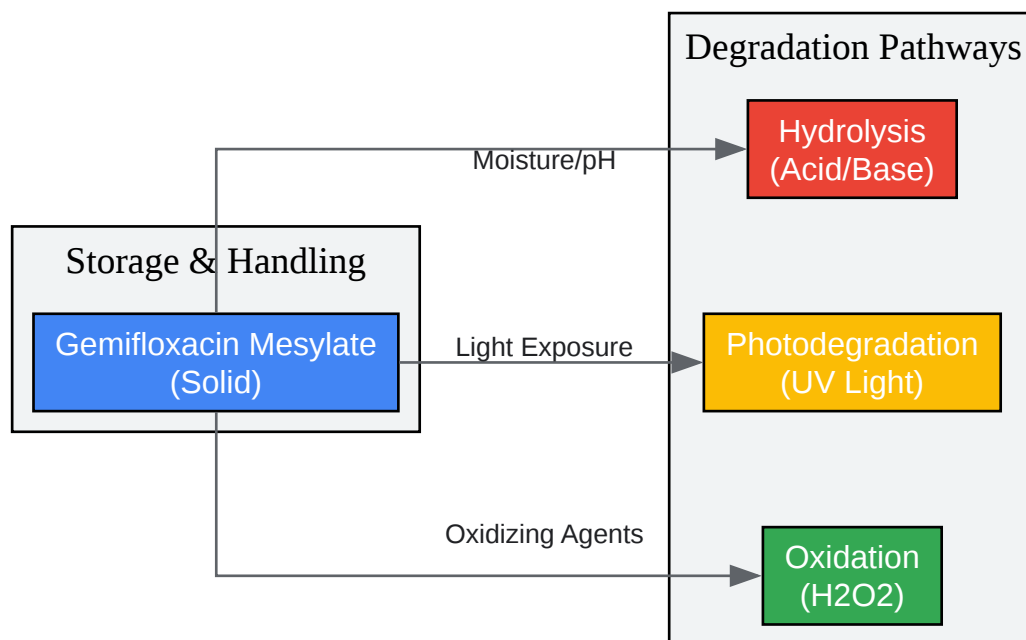 Degradation Pathways
Hydrolysis
(Acid/Base)
Moisture/pH
Storage & Handling
Gemifloxacin Mesylate
(Solid)
Light Exposure
Photodegradation
(UV Light)
Oxidizing Agents
Oxidation
(H2O2)